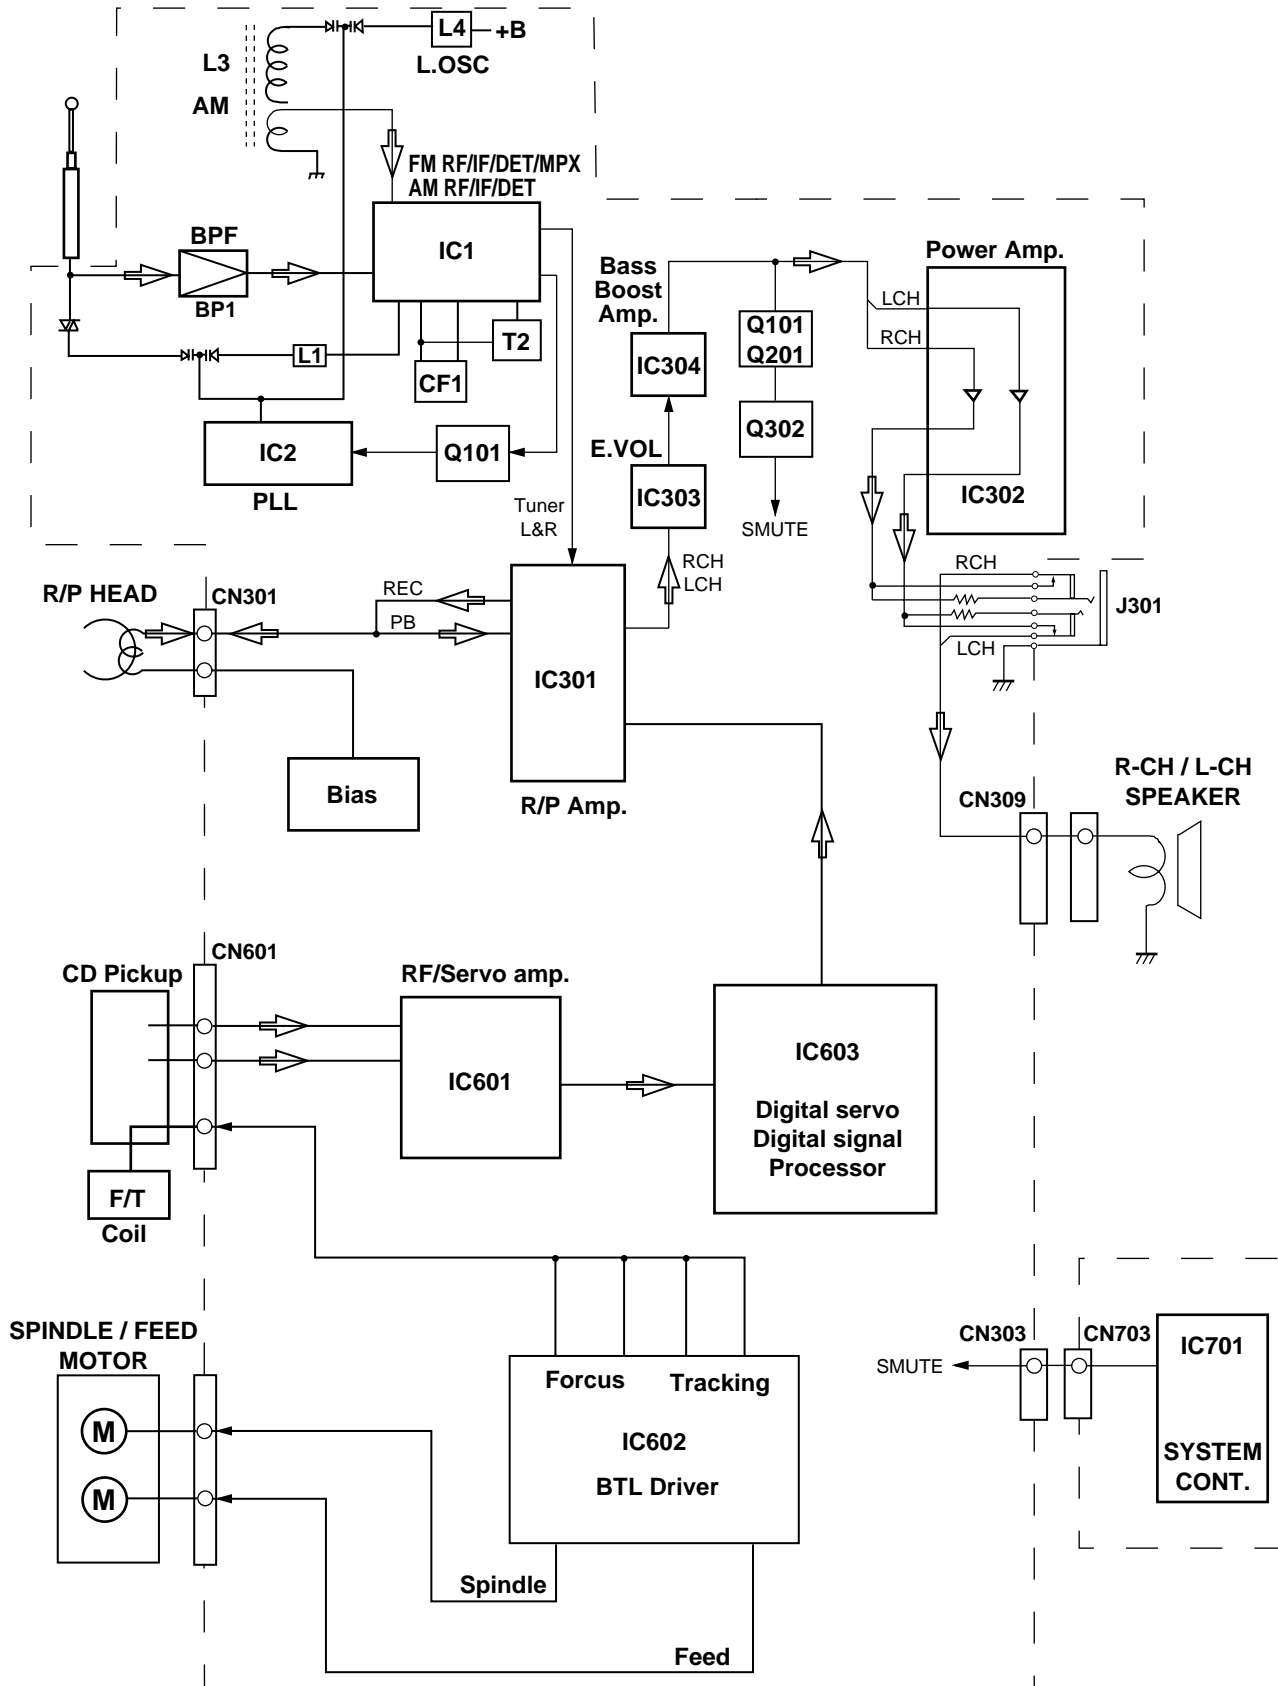 L4
+B
L.OSC
L3
AM
FM RF/IF/DET/MPX
AM RF/IF/DET
BPF
IC1
BP1
T2
L1
CF1
IC2
Q101
PLL
Tuner
L&R
Bass
Boost
Amp.
IC304
E.VOL
IC303
RCH
LCH
Q101
Q201
Q302
SMUTE
Power Amp.
LCH
RCH
IC302
RCH
J301
LCH
R/P HEAD
CN301
REC
PB
IC301
R/P Amp.
Bias
R-CH / L-CH
SPEAKER
CN309
CN601
CD Pickup
RF/Servo amp.
IC601
IC603
Digital servo
Digital signal
Processor
F/T
Coil
SPINDLE / FEED
MOTOR
M
M
Forcus
Tracking
IC602
BTL Driver
Spindle
Feed
CN303
CN703
SMUTE
IC701
SYSTEM
CONT.